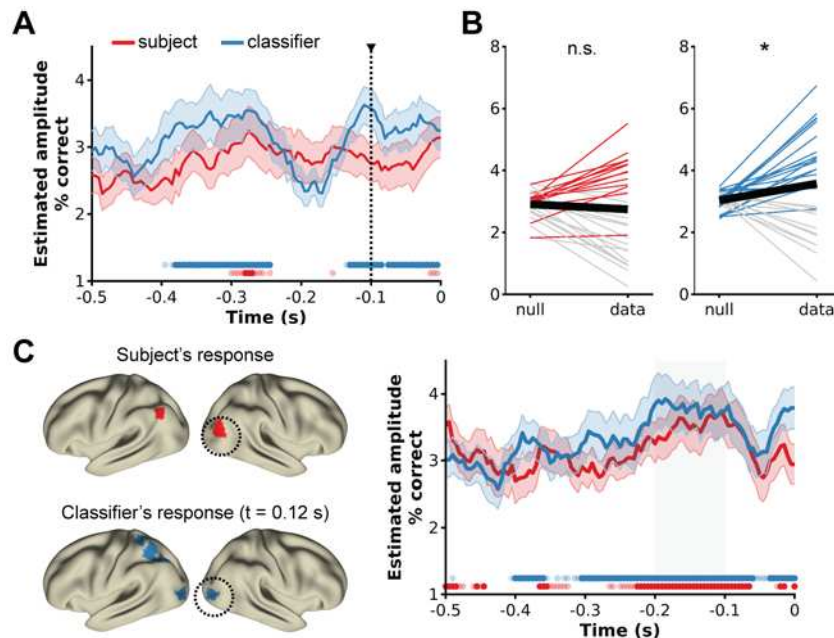 A
subject
classifier
Estimated amplitude
% correct
4
3
2
1
-0.5
-0.4
-0.3
-0.2
-0.1
0
Time (s)
B
8
6
4
2
0
n.s.
null
data
8
6
4
2
0
*
null
data
C
Subject's response
Classifier's response (t = 0.12 s)
Estimated amplitude
% correct
4
3
2
1
-0.5
-0.4
-0.3
-0.2
-0.1
0
Time (s)